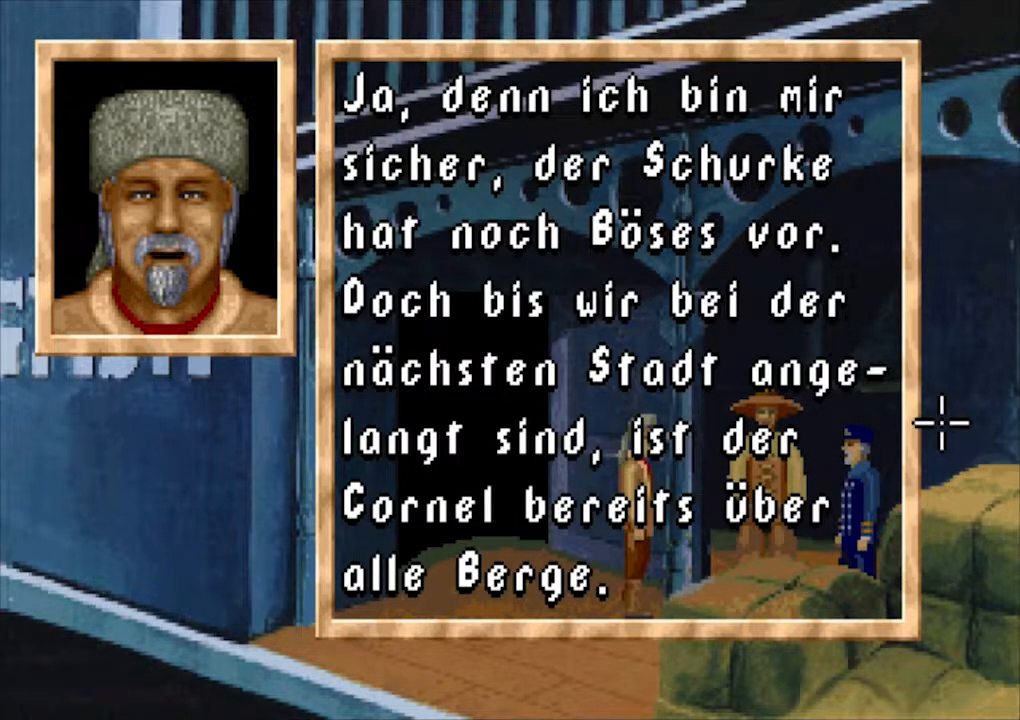 Ja, denn ich bin mir
sicher, der Schurke
hat noch Böses vor.
Doch bis wir bei der
nächsten Stadt ange-
langt sind, ist der
Cornel bereits über
alle Berge.